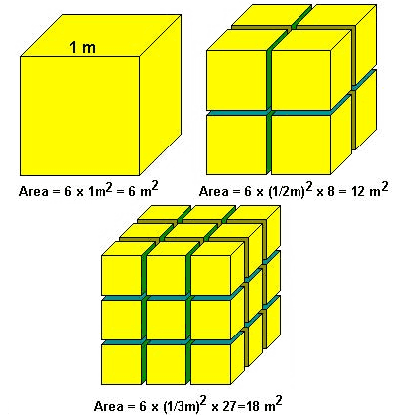 1 m
Area = 6 x 1m² = 6 m²
Area = 6 x (1/2m)² x 8 = 12 m²
Area = 6 x (1/3m)² x 27=18 m²